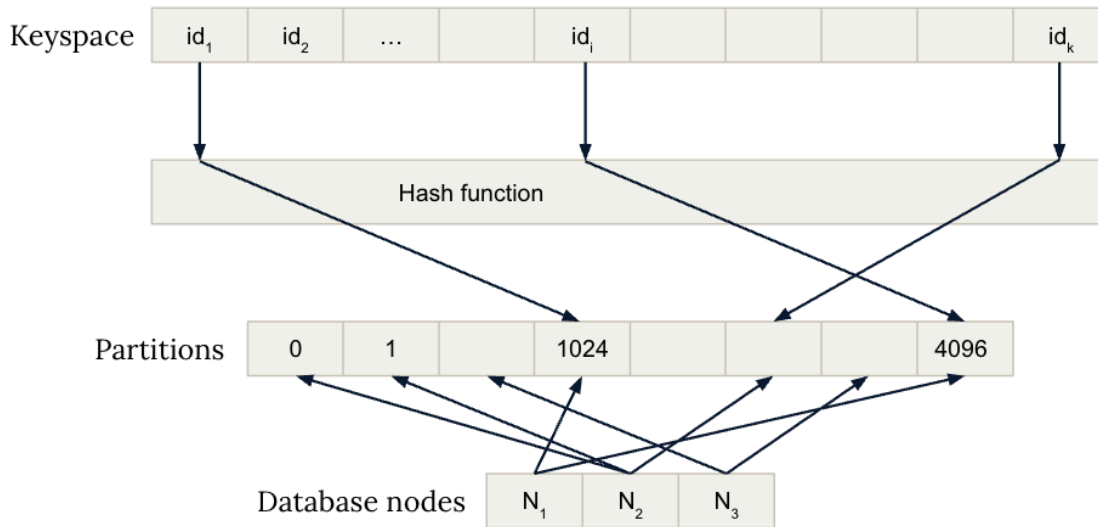 Keyspace id₁ id₂ ... idᵢ idₖ
Hash function
Partitions 0 1 1024 4096
Database nodes N₁ N₂ N₃